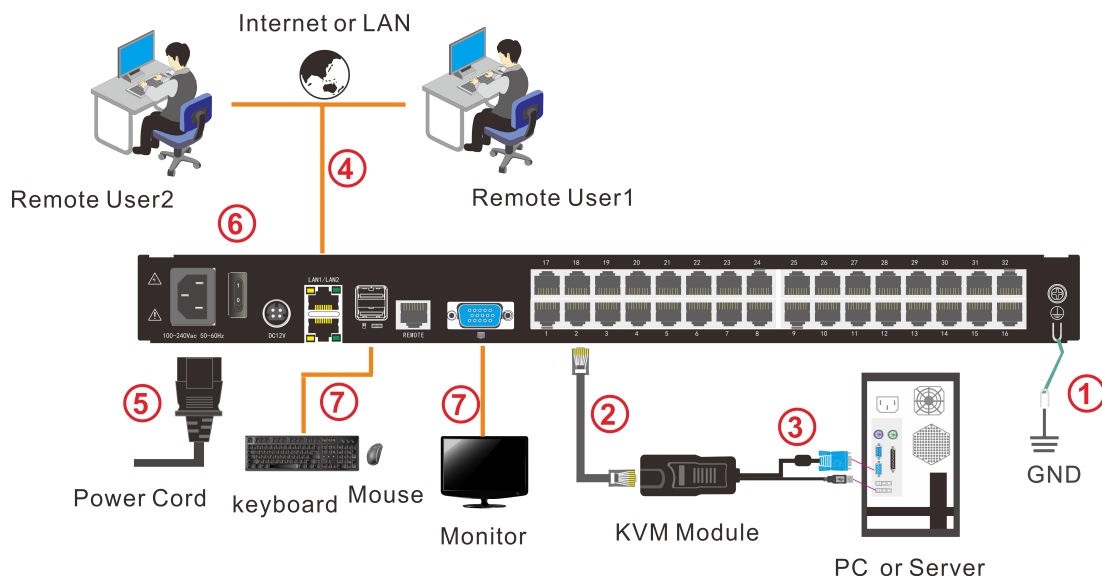 Internet or LAN
Remote User2
Remote User1
④
⑥
17 18 19 20 21 22 23 24 25 26 27 28 29 30 31 32
LAN1/LAN2
1
0
100-240Vac 50-60Hz
DC12V
REMOTE
1 2 3 4 5 6 7 8 9 10 11 12 13 14 15 16
⑤
⑦
⑦
②
③
①
GND
Power Cord
keyboard
Mouse
Monitor
KVM Module
PC or Server